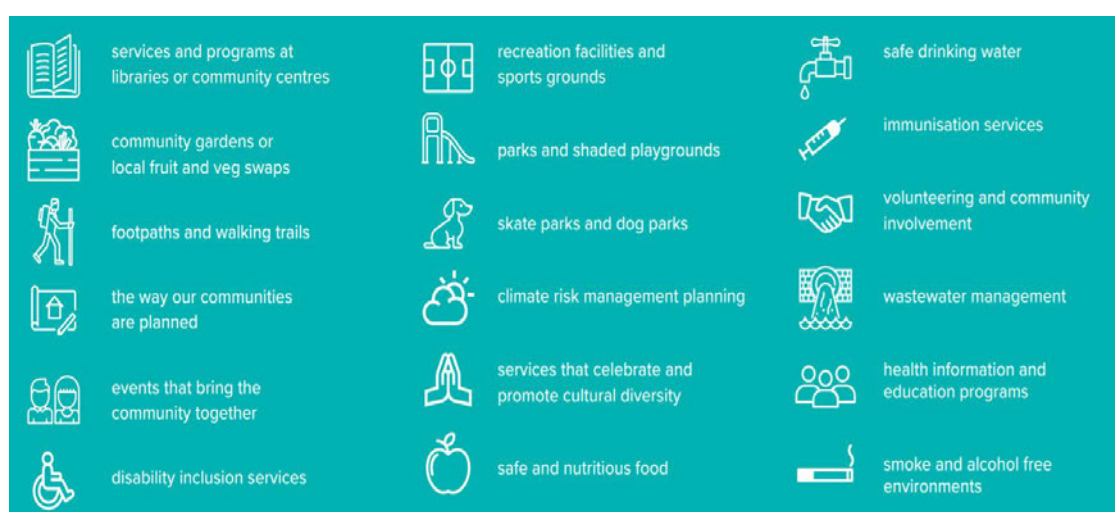 services and programs at
libraries or community centres
community gardens or
local fruit and veg swaps
footpaths and walking trails
the way our communities
are planned
events that bring the
community together
disability inclusion services
recreation facilities and
sports grounds
parks and shaded playgrounds
skate parks and dog parks
climate risk management planning
services that celebrate and
promote cultural diversity
safe and nutritious food
safe drinking water
immunisation services
volunteering and community
involvement
wastewater management
health information and
education programs
smoke and alcohol free
environments